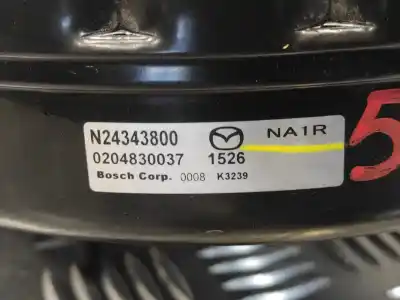 N24343800 NA1R
0204830037 1526
Bosch Corp. 0008 K3239
5